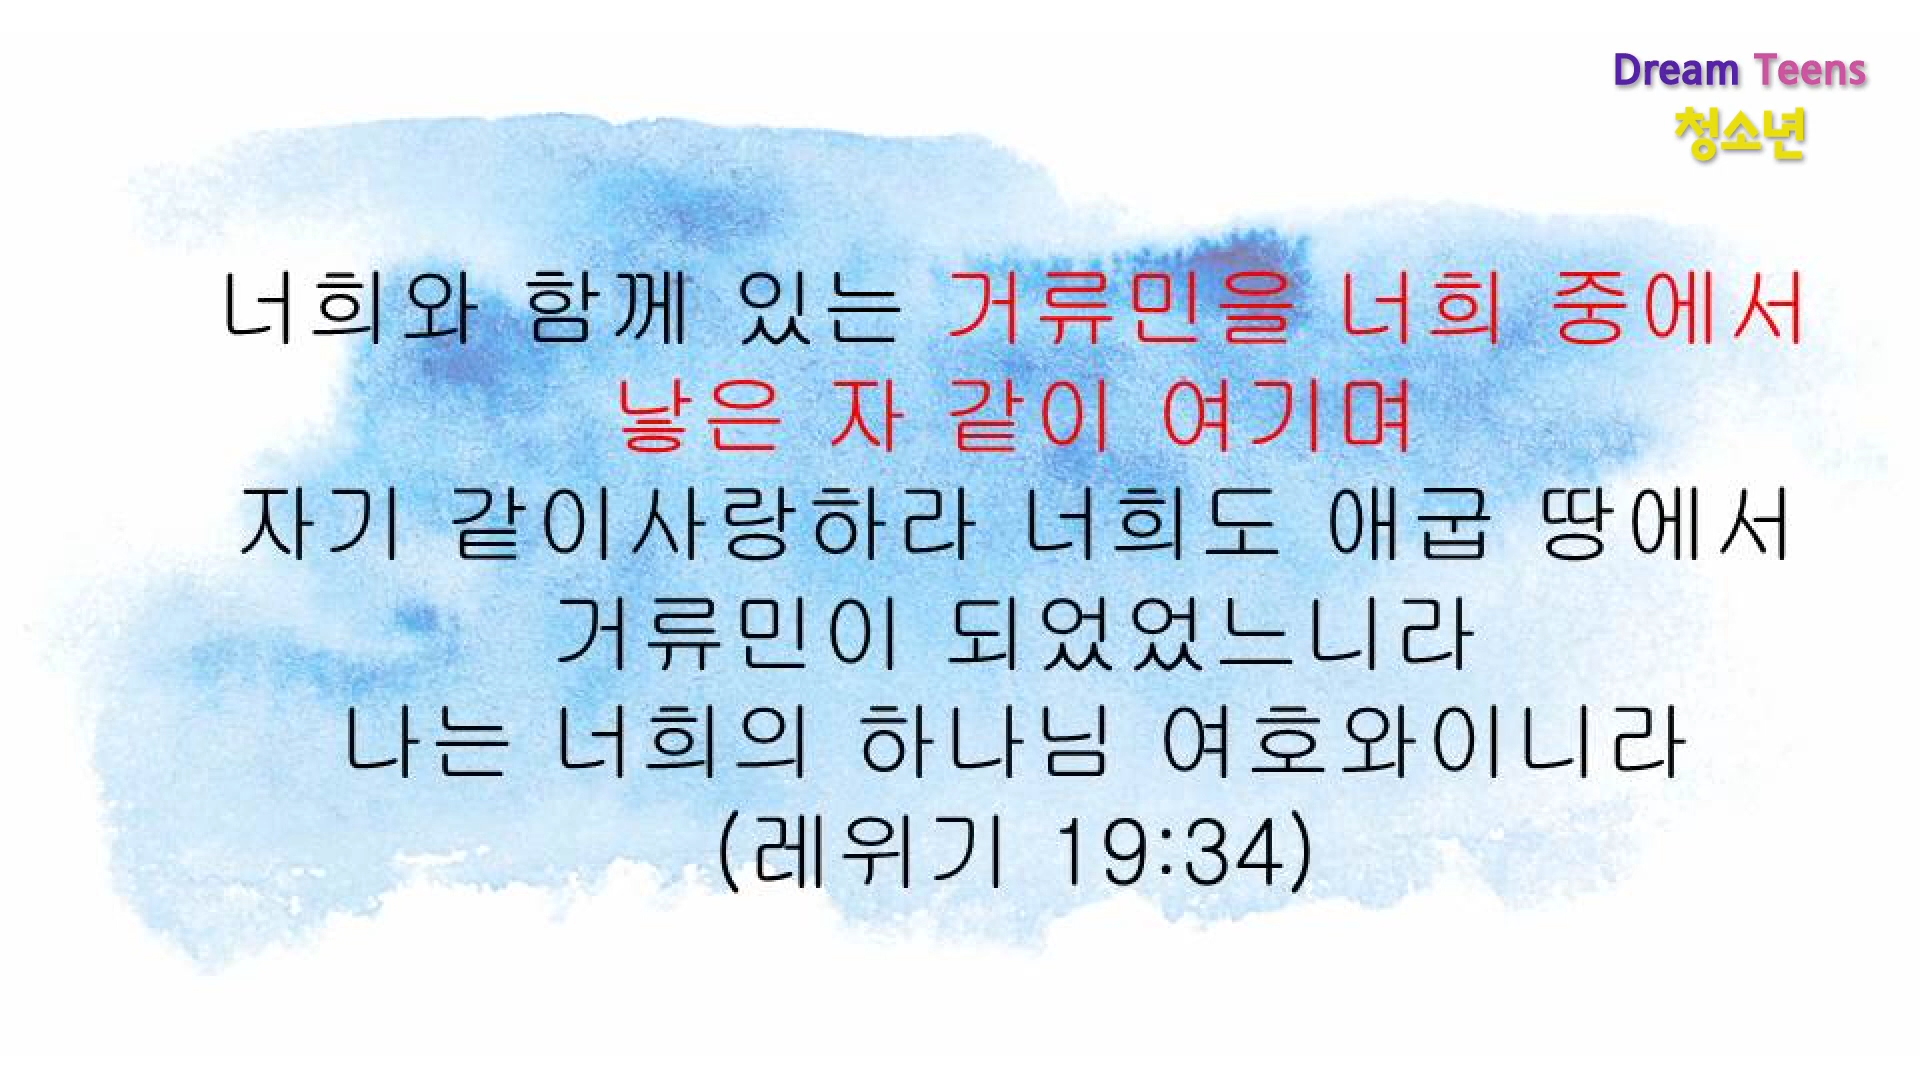 Dream Teens
청소년
너희와 함께 있는 거류민을 너희 중에서
낳은 자 같이 여기며
자기 같이사랑하라 너희도 애굽 땅에서
거류민이 되었었느니라
나는 너희의 하나님 여호와이니라
(레위기 19:34)